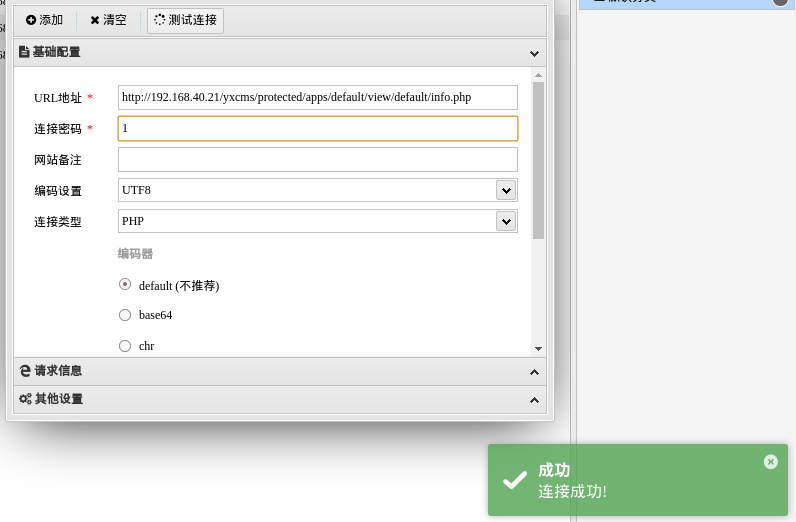 添加 清空 测试连接
基础配置
URL地址 * http://192.168.40.21/yxcms/protected/apps/default/view/default/info.php
连接密码 * 1
网站备注
编码设置 UTF8
连接类型 PHP
编码器
default (不推荐)
base64
chr
请求信息
其他设置
成功
连接成功!